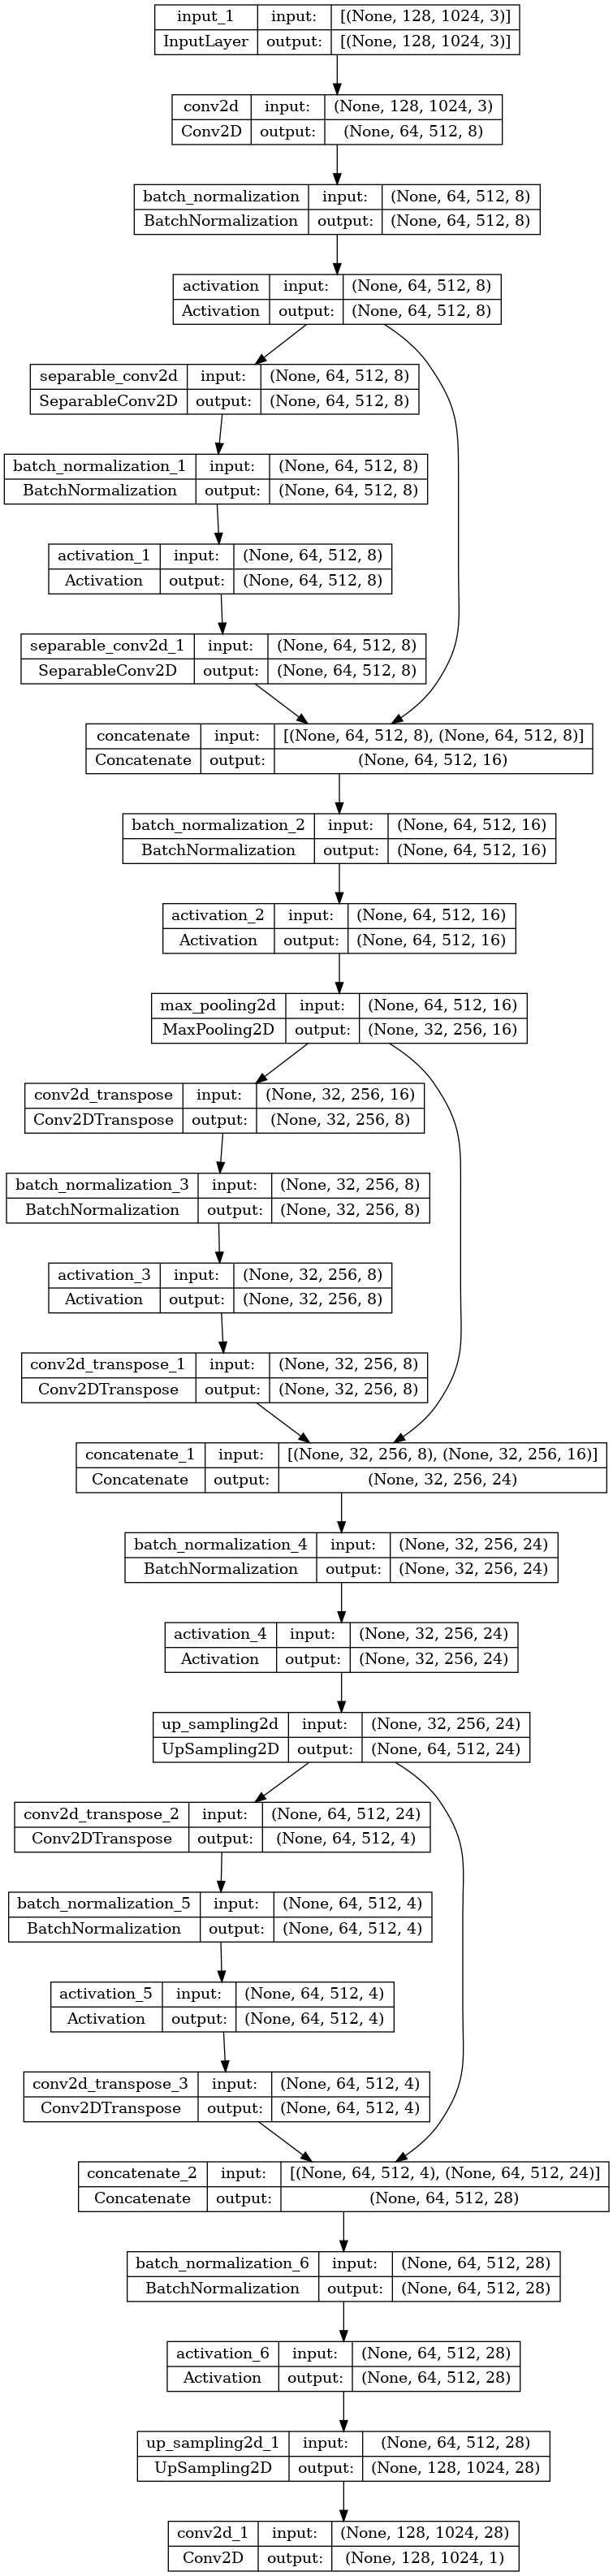 input_1 input: [(None, 128, 1024, 3)]
InputLayer output: [(None, 128, 1024, 3)]
conv2d input: (None, 128, 1024, 3)
Conv2D output: (None, 64, 512, 8)
batch_normalization input: (None, 64, 512, 8)
BatchNormalization output: (None, 64, 512, 8)
activation input: (None, 64, 512, 8)
Activation output: (None, 64, 512, 8)
separable_conv2d input: (None, 64, 512, 8)
SeparableConv2D output: (None, 64, 512, 8)
batch_normalization_1 input: (None, 64, 512, 8)
BatchNormalization output: (None, 64, 512, 8)
activation_1 input: (None, 64, 512, 8)
Activation output: (None, 64, 512, 8)
separable_conv2d_1 input: (None, 64, 512, 8)
SeparableConv2D output: (None, 64, 512, 8)
concatenate input: [(None, 64, 512, 8), (None, 64, 512, 8)]
Concatenate output: (None, 64, 512, 16)
batch_normalization_2 input: (None, 64, 512, 16)
BatchNormalization output: (None, 64, 512, 16)
activation_2 input: (None, 64, 512, 16)
Activation output: (None, 64, 512, 16)
max_pooling2d input: (None, 64, 512, 16)
MaxPooling2D output: (None, 32, 256, 16)
conv2d_transpose input: (None, 32, 256, 16)
Conv2DTranspose output: (None, 32, 256, 8)
batch_normalization_3 input: (None, 32, 256, 8)
BatchNormalization output: (None, 32, 256, 8)
activation_3 input: (None, 32, 256, 8)
Activation output: (None, 32, 256, 8)
conv2d_transpose_1 input: (None, 32, 256, 8)
Conv2DTranspose output: (None, 32, 256, 8)
concatenate_1 input: [(None, 32, 256, 8), (None, 32, 256, 16)]
Concatenate output: (None, 32, 256, 24)
batch_normalization_4 input: (None, 32, 256, 24)
BatchNormalization output: (None, 32, 256, 24)
activation_4 input: (None, 32, 256, 24)
Activation output: (None, 32, 256, 24)
up_sampling2d input: (None, 32, 256, 24)
UpSampling2D output: (None, 64, 512, 24)
conv2d_transpose_2 input: (None, 64, 512, 24)
Conv2DTranspose output: (None, 64, 512, 4)
batch_normalization_5 input: (None, 64, 512, 4)
BatchNormalization output: (None, 64, 512, 4)
activation_5 input: (None, 64, 512, 4)
Activation output: (None, 64, 512, 4)
conv2d_transpose_3 input: (None, 64, 512, 4)
Conv2DTranspose output: (None, 64, 512, 4)
concatenate_2 input: [(None, 64, 512, 4), (None, 64, 512, 24)]
Concatenate output: (None, 64, 512, 28)
batch_normalization_6 input: (None, 64, 512, 28)
BatchNormalization output: (None, 64, 512, 28)
activation_6 input: (None, 64, 512, 28)
Activation output: (None, 64, 512, 28)
up_sampling2d_1 input: (None, 64, 512, 28)
UpSampling2D output: (None, 128, 1024, 28)
conv2d_1 input: (None, 128, 1024, 28)
Conv2D output: (None, 128, 1024, 1)